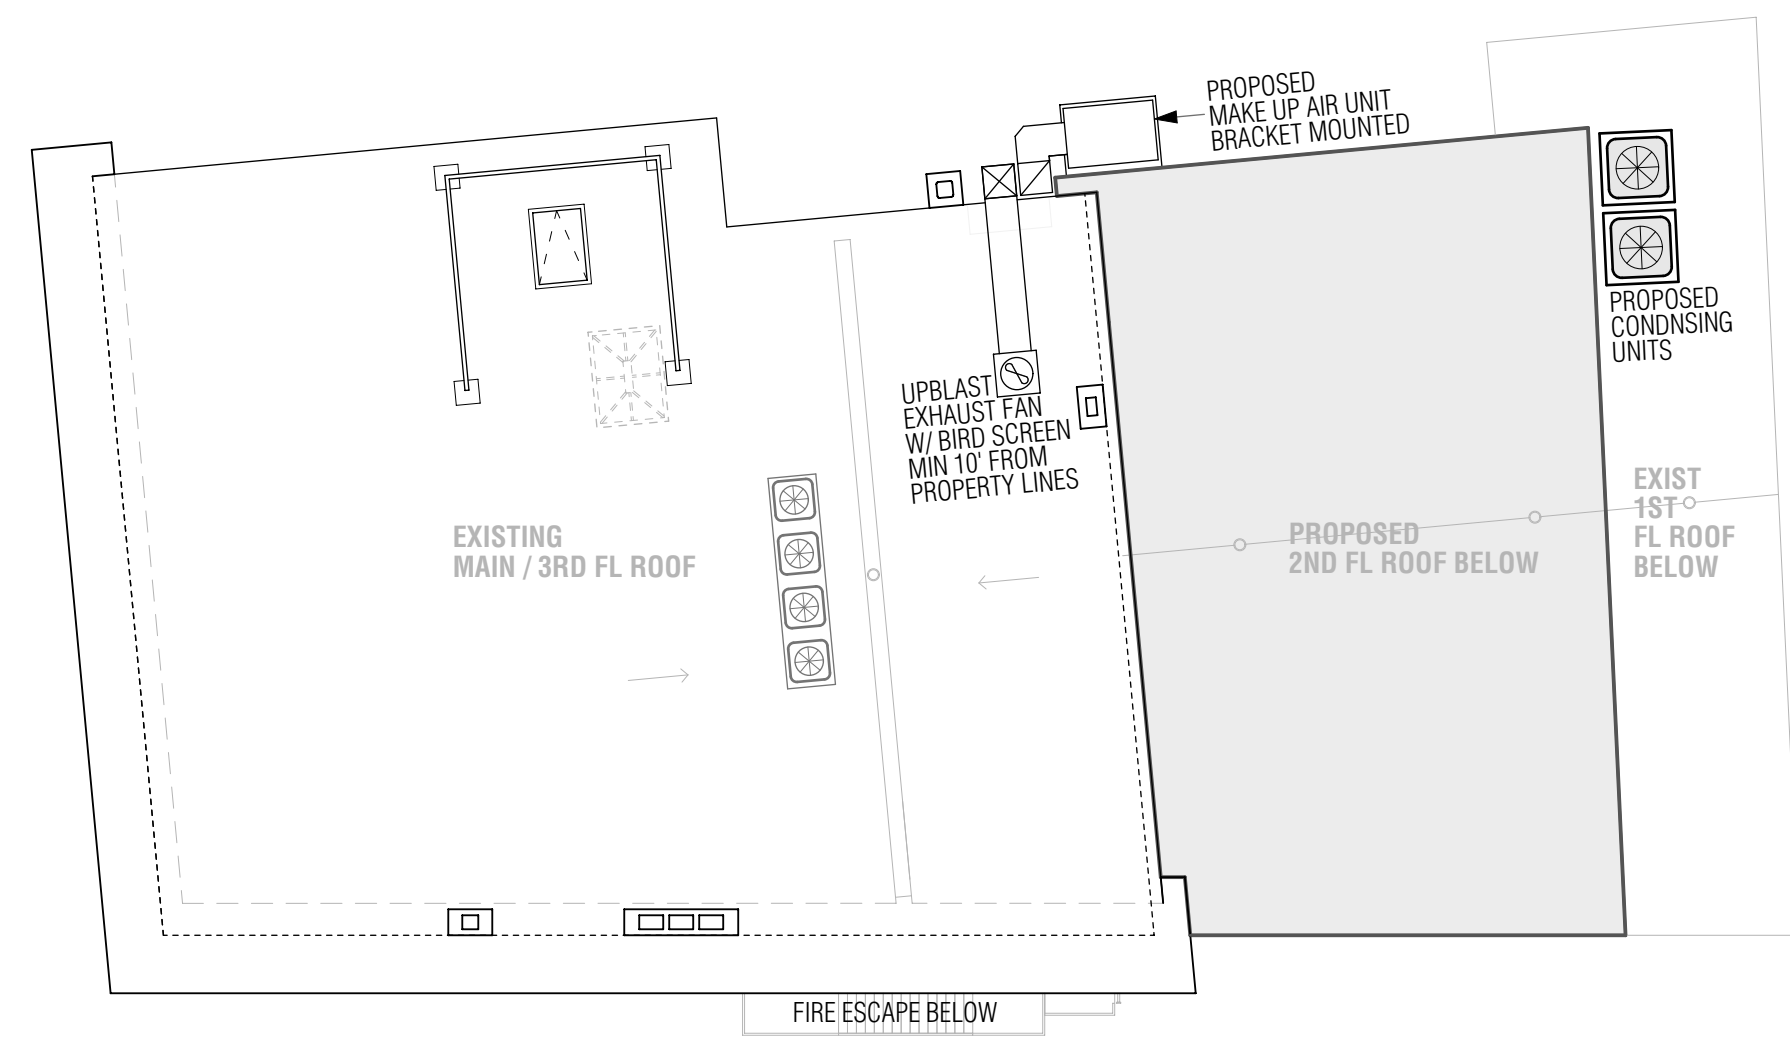 PROPOSED
MAKE UP AIR UNIT
BRACKET MOUNTED
PROPOSED
CONDNSING
UNITS
UPBLAST
EXHAUST FAN
W/ BIRD SCREEN
MIN 10' FROM
PROPERTY LINES
EXISTING
MAIN / 3RD FL ROOF
PROPOSED
2ND FL ROOF BELOW
EXIST
1ST
FL ROOF
BELOW
FIRE ESCAPE BELOW